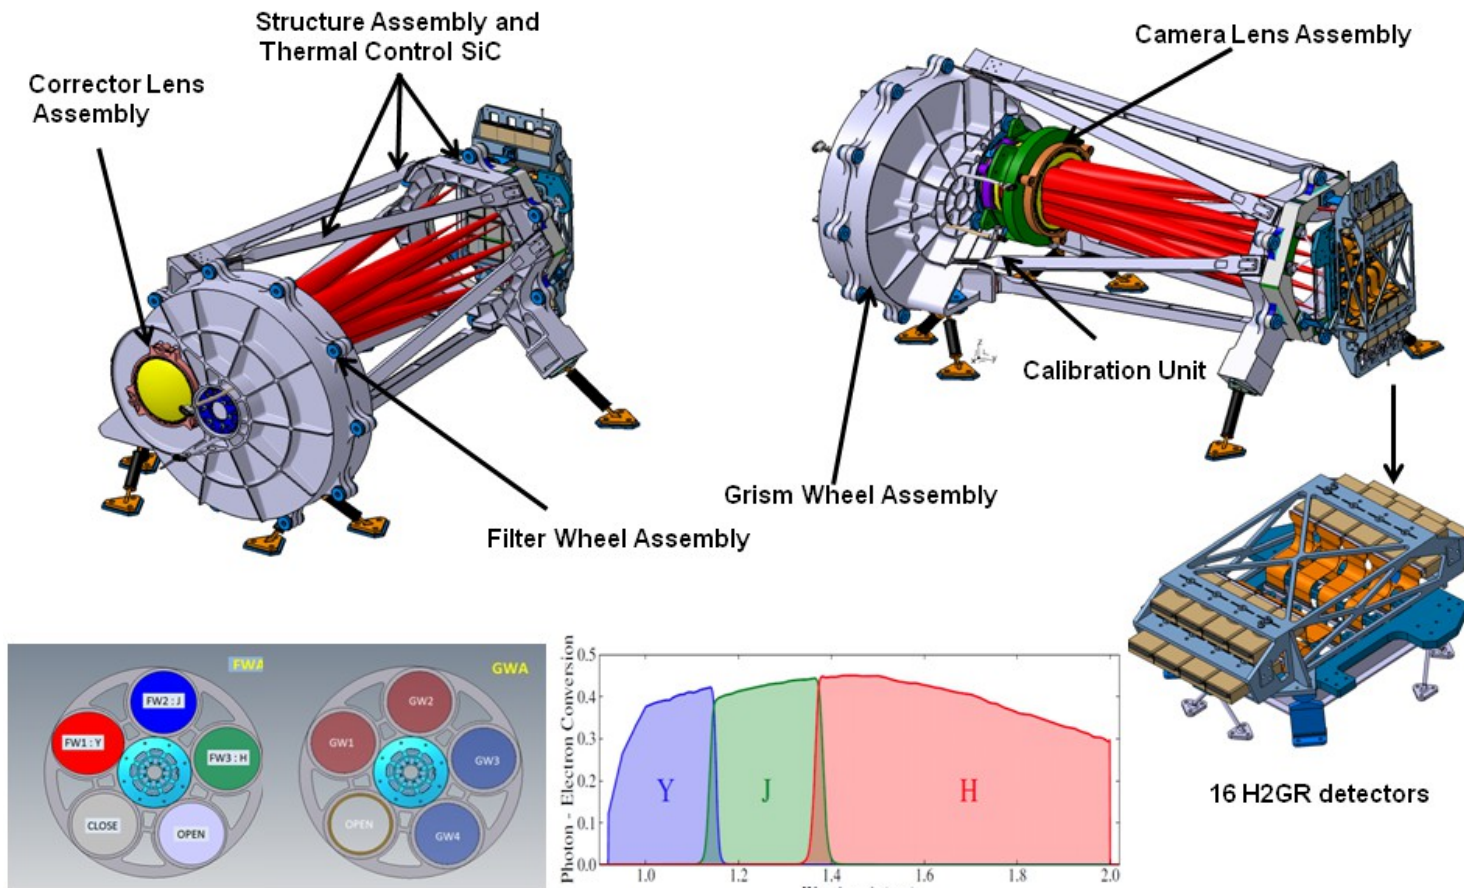 Structure Assembly and
Thermal Control SiC
Corrector Lens
Assembly
Camera Lens Assembly
Calibration Unit
Grism Wheel Assembly
Filter Wheel Assembly
16 H2GR detectors
FWA
FW2 : J
FW1 : Y
FW3 : H
CLOSE
OPEN
GWA
GW2
GW1
GW3
OPEN
GW4
Photon - Electron Conversion
0.5
0.4
0.3
0.2
0.1
0.0
Y
J
H
1.0
1.2
1.4
1.6
1.8
2.0